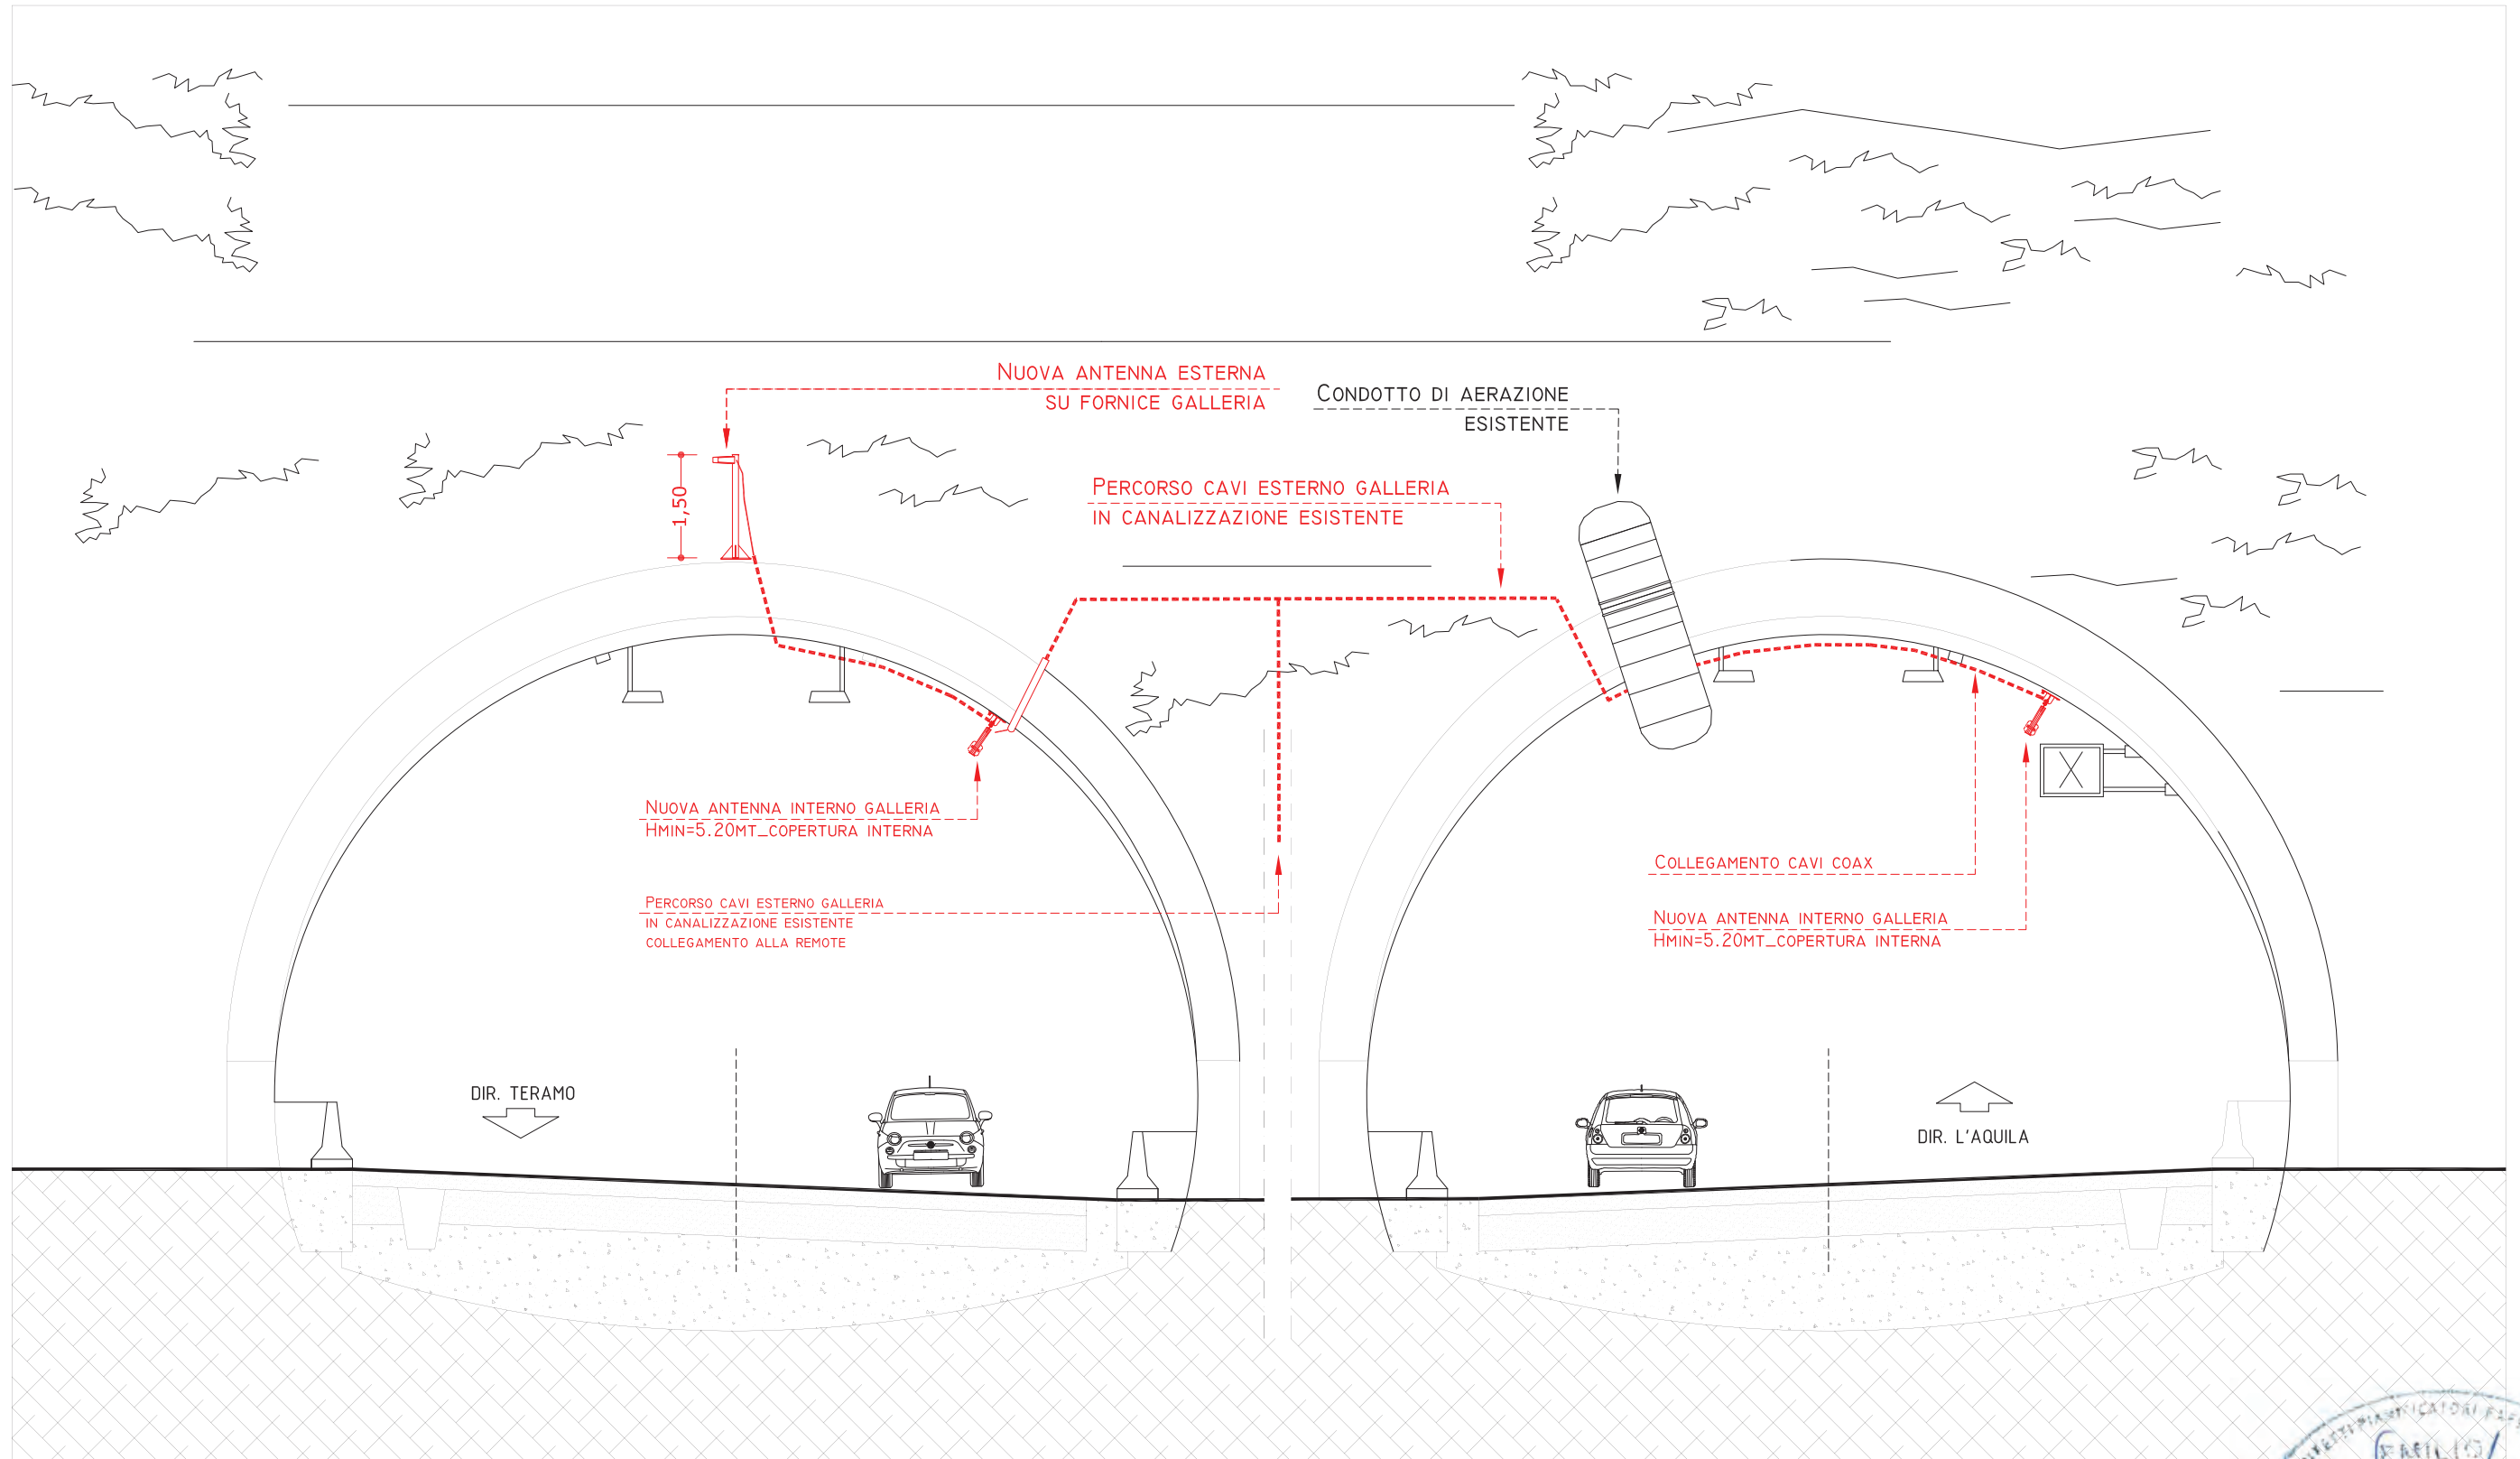 NUOVA ANTENNA ESTERNA
SU FORNICE GALLERIA
CONDOTTO DI AERAZIONE
ESISTENTE
1,50
PERCORSO CAVI ESTERNO GALLERIA
IN CANALIZZAZIONE ESISTENTE
NUOVA ANTENNA INTERNO GALLERIA
HMIN=5.20MT_COPERTURA INTERNA
PERCORSO CAVI ESTERNO GALLERIA
IN CANALIZZAZIONE ESISTENTE
COLLEGAMENTO ALLA REMOTE
COLLEGAMENTO CAVI COAX
NUOVA ANTENNA INTERNO GALLERIA
HMIN=5.20MT_COPERTURA INTERNA
DIR. TERAMO
DIR. L'AQUILA
X